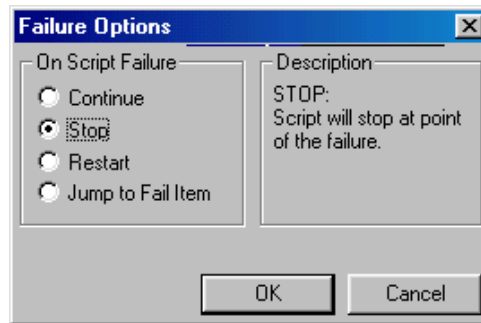 Failure Options
On Script Failure
Continue
Stop
Restart
Jump to Fail Item
Description
STOP:
Script will stop at point
of the failure.
OK
Cancel